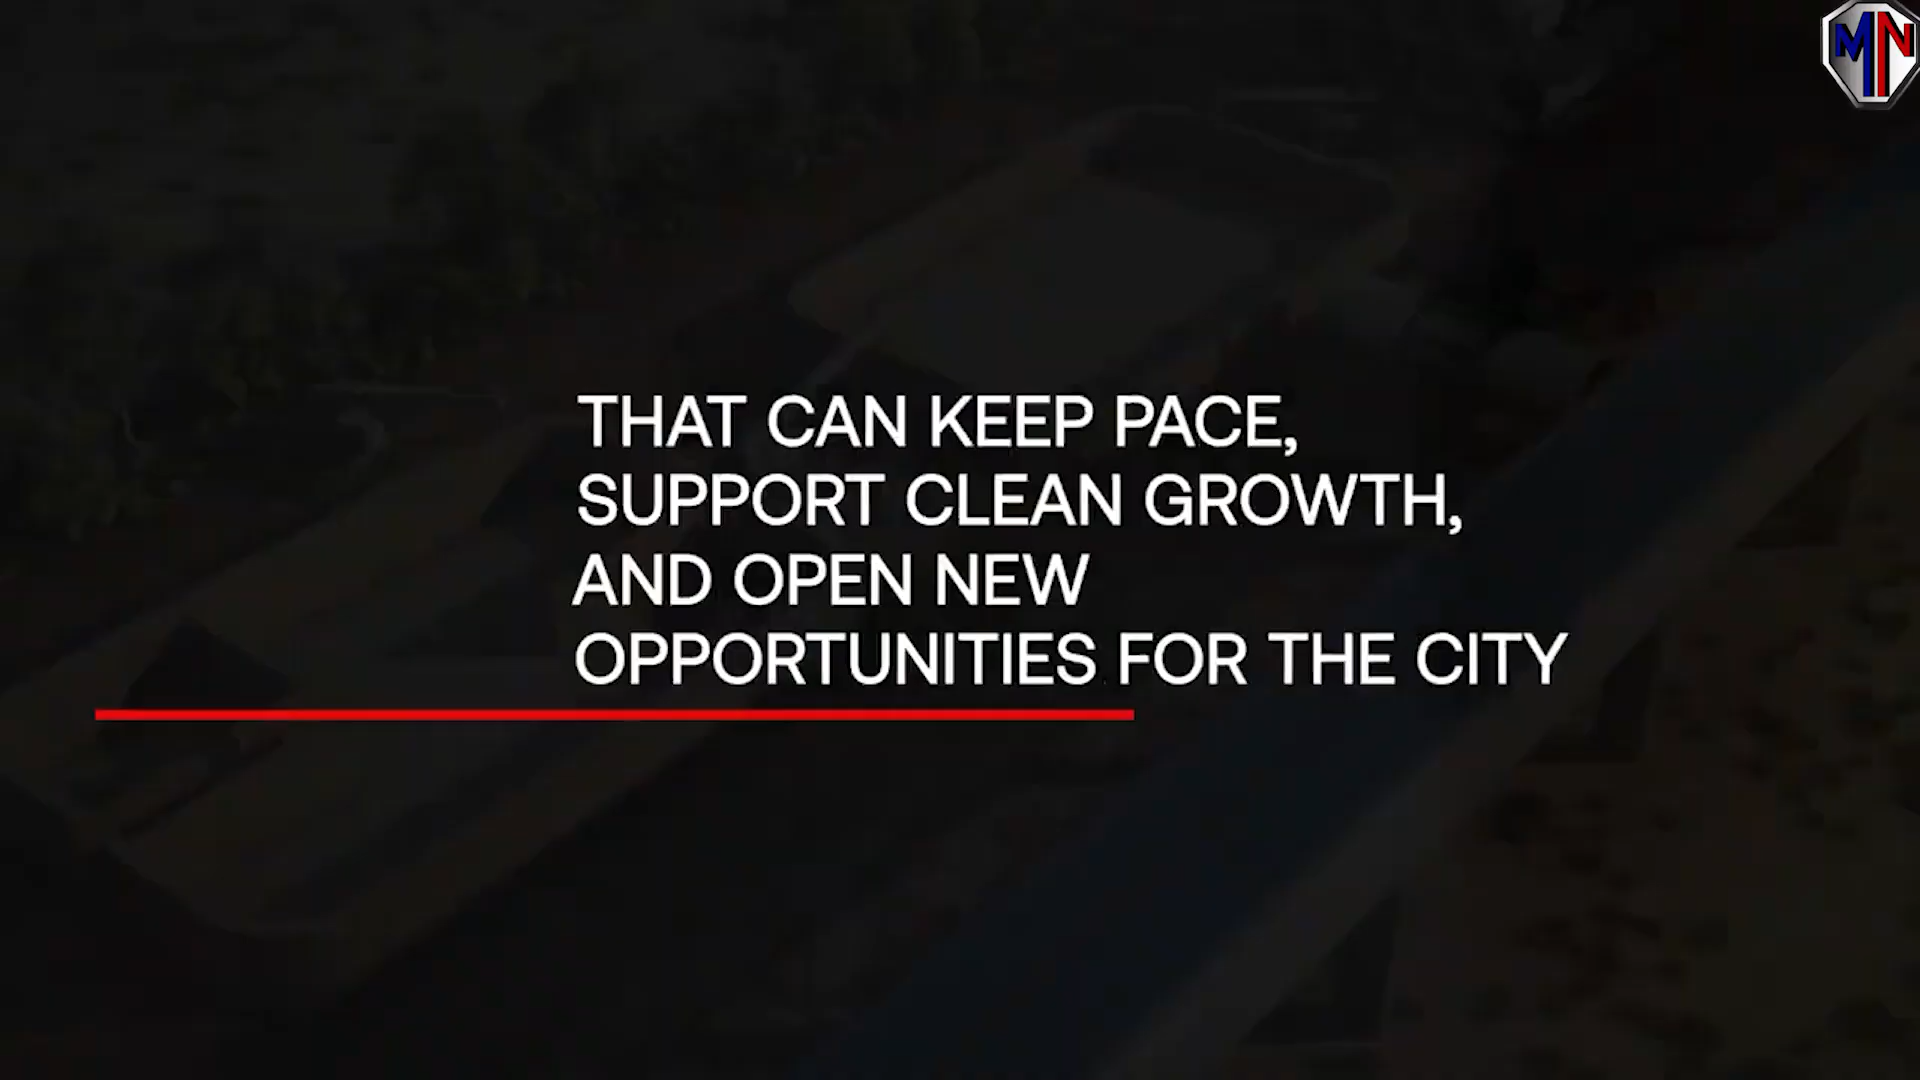 MN
THAT CAN KEEP PACE,
SUPPORT CLEAN GROWTH,
AND OPEN NEW
OPPORTUNITIES FOR THE CITY